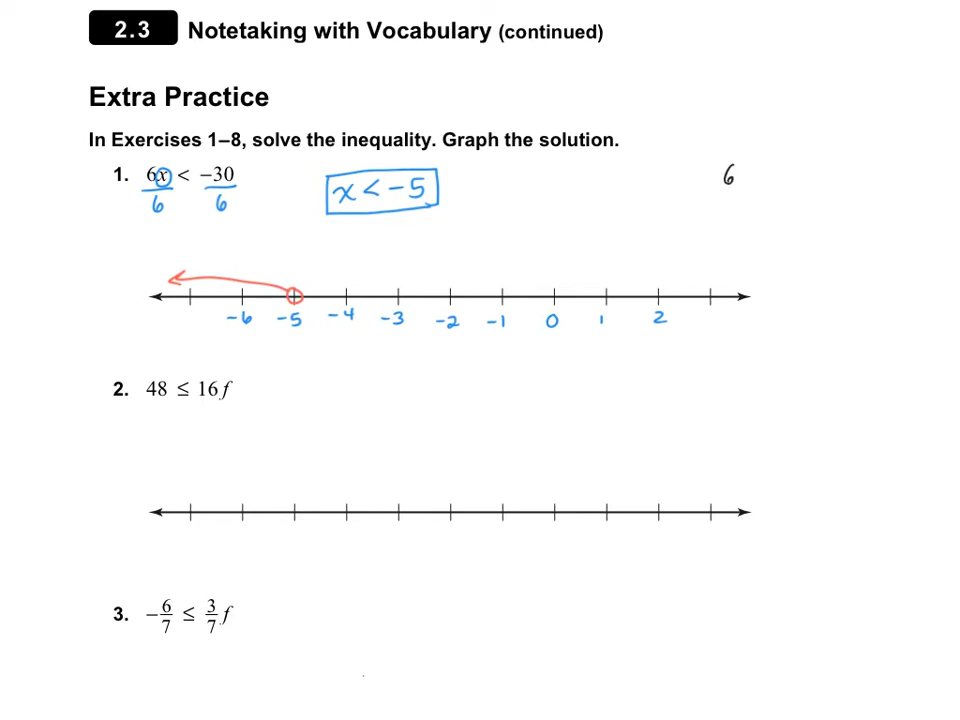 2.3 Notetaking with Vocabulary (continued)
Extra Practice
In Exercises 1–8, solve the inequality. Graph the solution.
1. 6x < −30 x < −5 6
6 6
−6 −5 −4 −3 −2 −1 0 1 2
2. 48 ≤ 16f
3. −6/7 ≤ 3/7 f